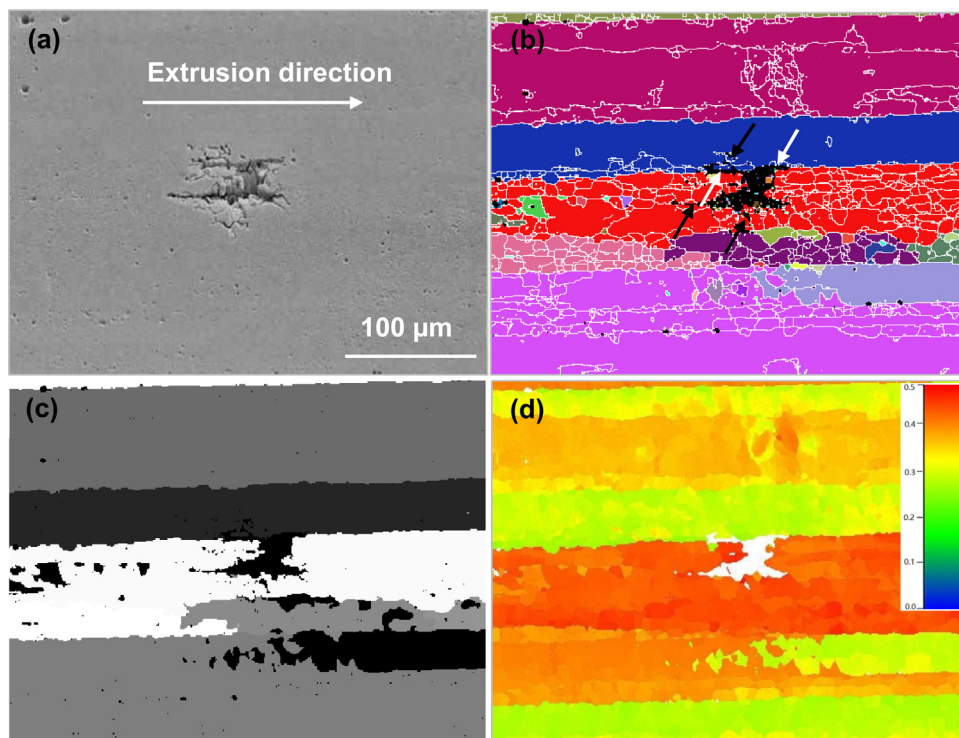 (a)
Extrusion direction
100 µm
(b)
(c)
(d)
0.5
0.4
0.3
0.2
0.1
0.0